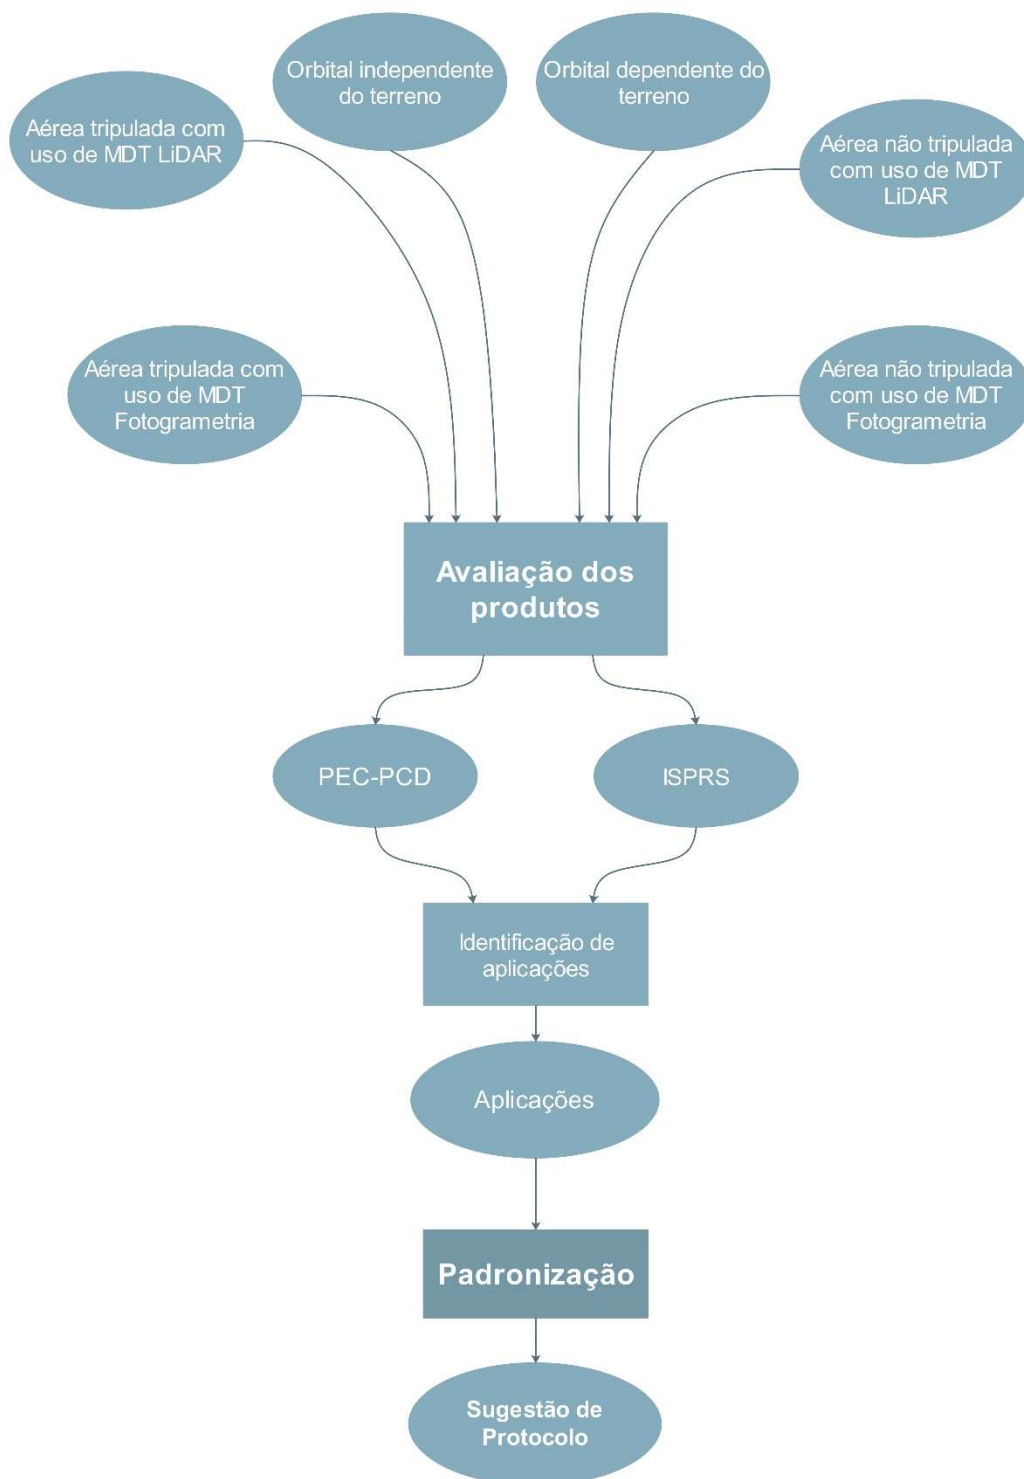 Orbital independente
do terreno
Orbital dependente do
terreno
Aérea tripulada com
uso de MDT LiDAR
Aérea não tripulada
com uso de MDT
LiDAR
Aérea tripulada com
uso de MDT
Fotogrametria
Aérea não tripulada
com uso de MDT
Fotogrametria
Avaliação dos
produtos
PEC-PCD
ISPRS
Identificação de
aplicações
Aplicações
Padronização
Sugestão de
Protocolo